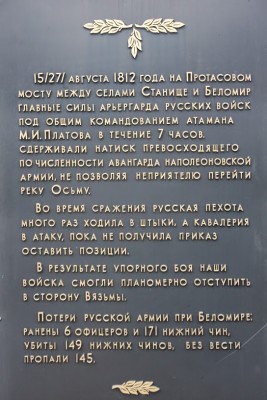 15/27/ августа 1812 года на Протасовом
мосту между селами Станище и Беломир
главные силы арьергарда русских войск
под общим командованием атамана
М.И.Платова в течение 7 часов.
сдерживали натиск превосходящего
по численности авангарда наполеоновской
армии, не позволяя неприятелю перейти
реку Осьму.
Во время сражения русская пехота
много раз ходила в штыки, а кавалерия
в атаку, пока не получила приказ
оставить позиции.
В результате упорного боя наши
войска смогли планомерно отступить
в сторону Вязьмы.
Потери русской армии при Беломире:
ранены 6 офицеров и 171 нижний чин,
убиты 149 нижних чинов, без вести
пропали 145.